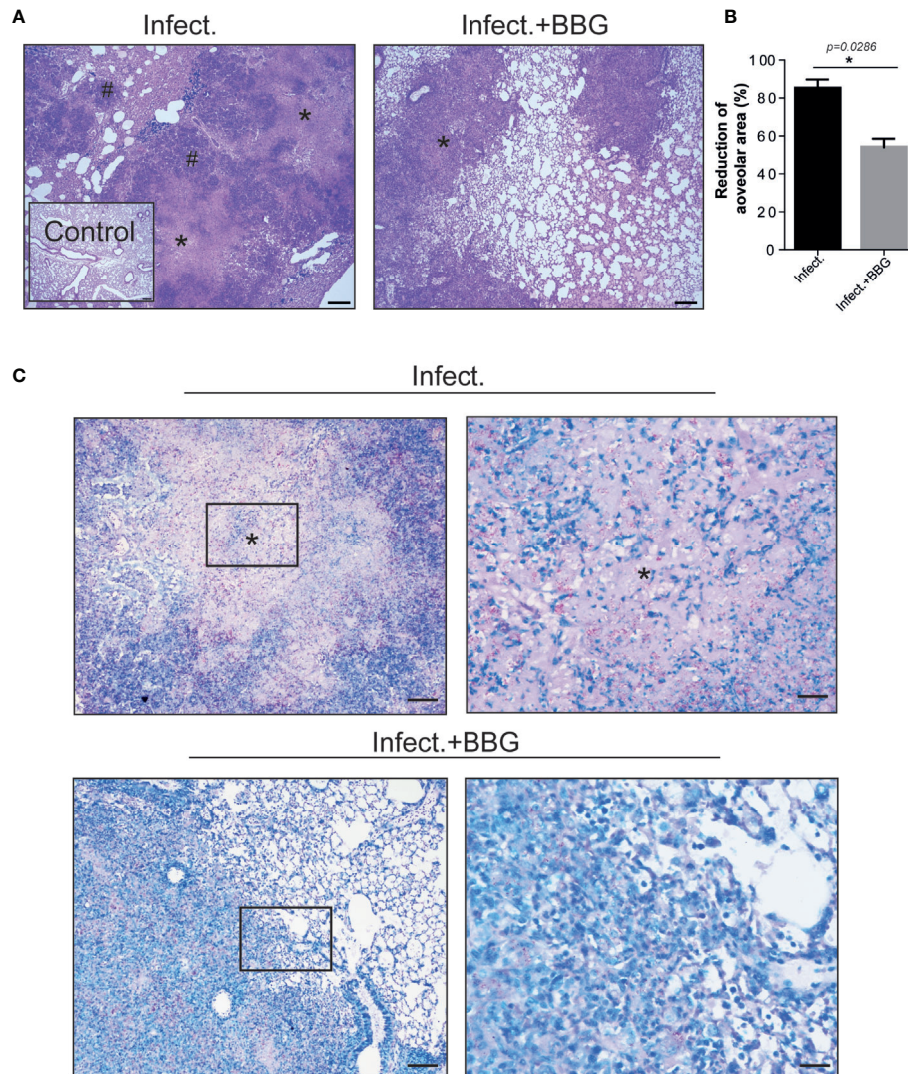 A
Infect.
Infect.+BBG
#
#
*
*
*
Control
B
p=0.0286
*
Reduction of
aoveolar area (%)
100
80
60
40
20
0
Infect.
Infect.+BBG
C
Infect.
*
*
Infect.+BBG